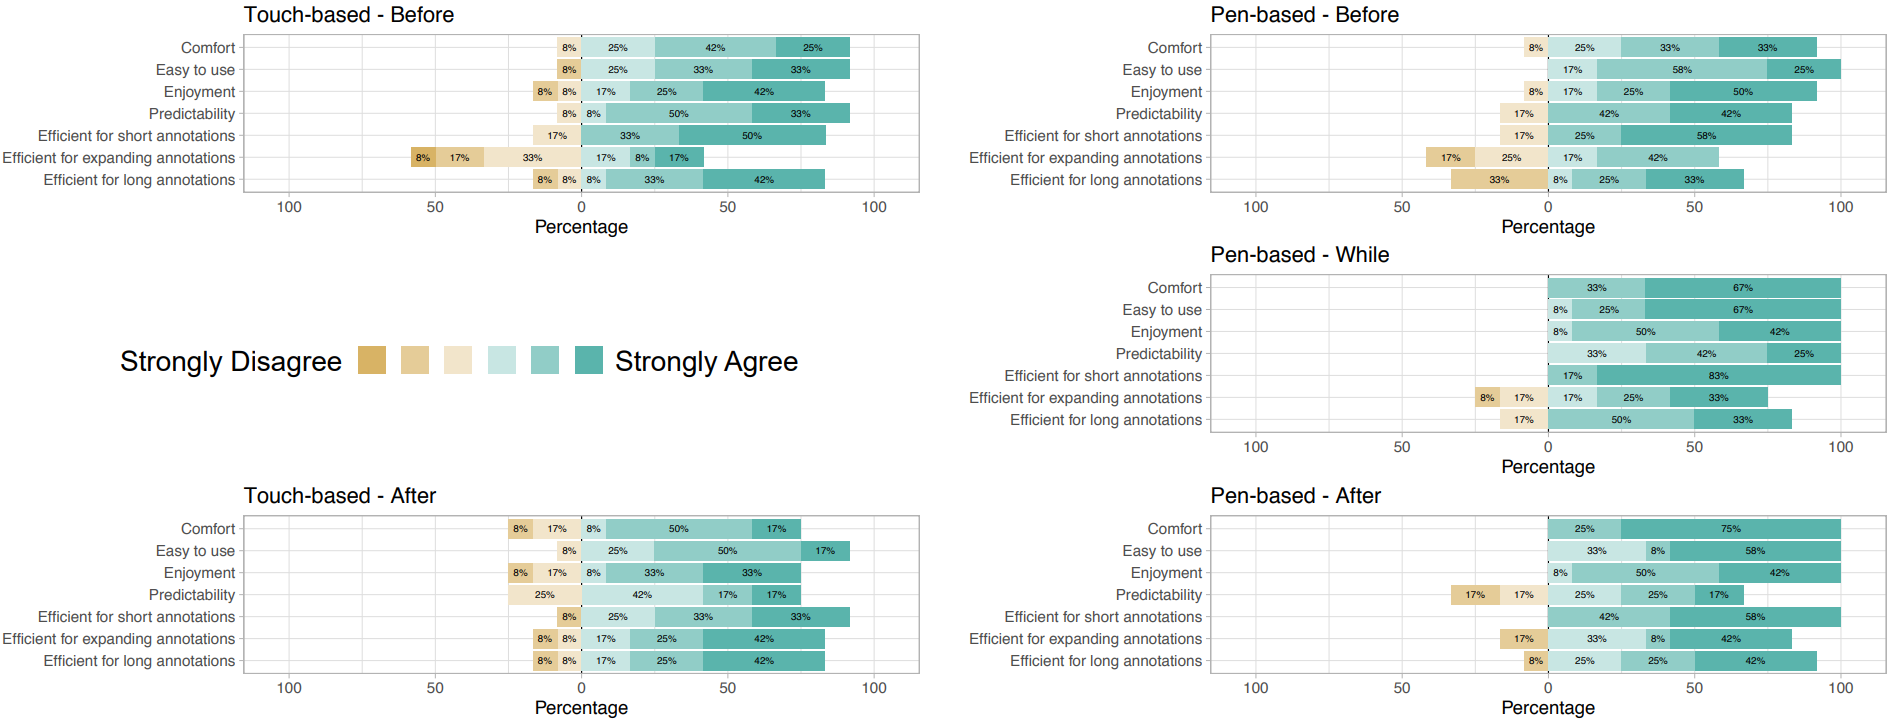 Touch-based - Before
Comfort 8% 25% 42% 25%
Easy to use 8% 25% 33% 33%
Enjoyment 8% 8% 17% 25% 42%
Predictability 8% 8% 50% 33%
Efficient for short annotations 17% 33% 50%
Efficient for expanding annotations 8% 17% 33% 17% 8% 17%
Efficient for long annotations 8% 8% 8% 33% 42%
100 50 0 50 100
Percentage
Pen-based - Before
Comfort 8% 25% 33% 33%
Easy to use 17% 58% 25%
Enjoyment 8% 17% 25% 50%
Predictability 17% 42% 42%
Efficient for short annotations 17% 25% 58%
Efficient for expanding annotations 17% 25% 17% 42%
Efficient for long annotations 33% 8% 25% 33%
100 50 0 50 100
Percentage
Strongly Disagree Strongly Agree
Pen-based - While
Comfort 33% 67%
Easy to use 8% 25% 67%
Enjoyment 8% 50% 42%
Predictability 33% 42% 25%
Efficient for short annotations 17% 83%
Efficient for expanding annotations 8% 17% 17% 25% 33%
Efficient for long annotations 17% 50% 33%
100 50 0 50 100
Percentage
Touch-based - After
Comfort 8% 17% 8% 50% 17%
Easy to use 8% 25% 50% 17%
Enjoyment 8% 17% 8% 33% 33%
Predictability 25% 42% 17% 17%
Efficient for short annotations 8% 25% 33% 33%
Efficient for expanding annotations 8% 8% 17% 25% 42%
Efficient for long annotations 8% 8% 17% 25% 42%
100 50 0 50 100
Percentage
Pen-based - After
Comfort 25% 75%
Easy to use 33% 8% 58%
Enjoyment 8% 50% 42%
Predictability 17% 17% 25% 25% 17%
Efficient for short annotations 42% 58%
Efficient for expanding annotations 17% 33% 8% 42%
Efficient for long annotations 8% 25% 25% 42%
100 50 0 50 100
Percentage